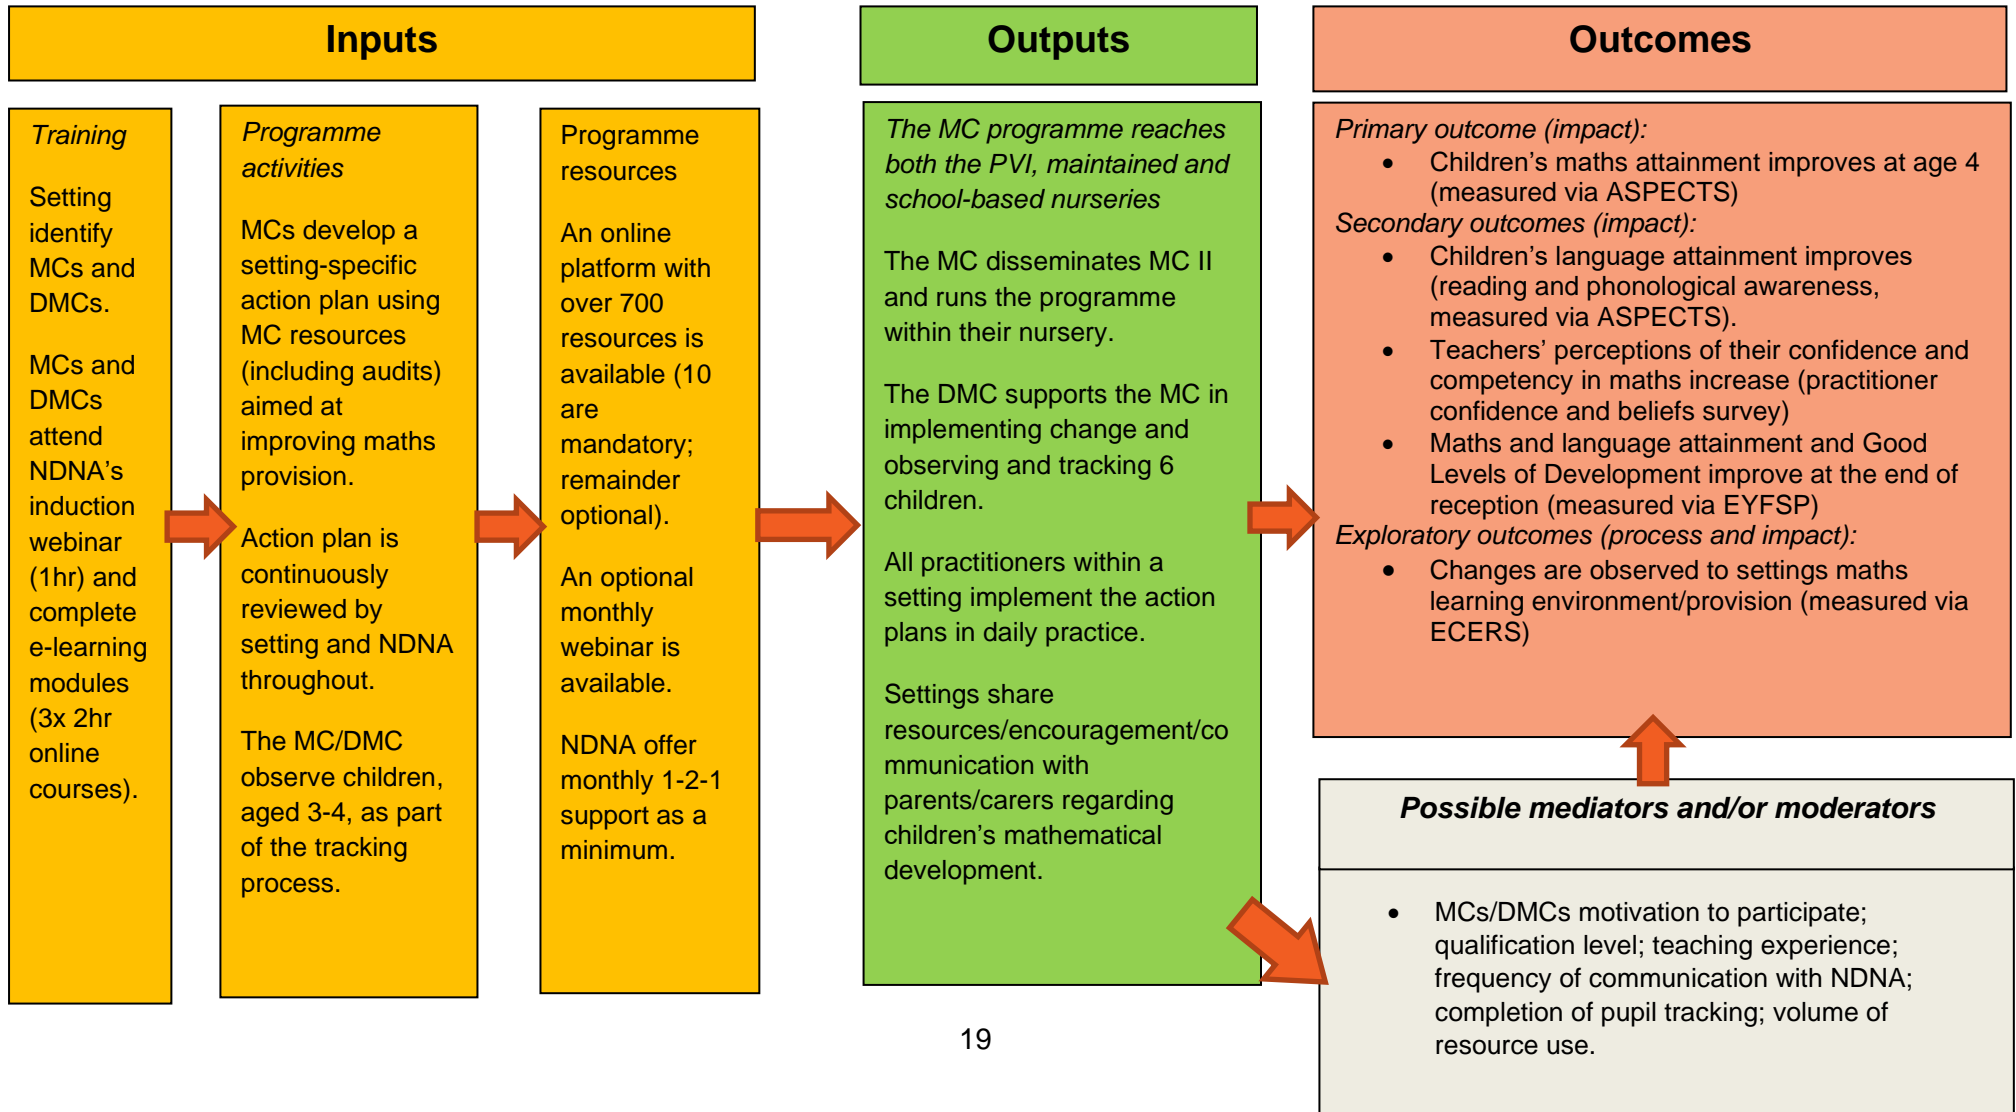 Inputs
Training
Setting
identify
MCs and
DMCs.
MCs and
DMCs
attend
NDNA’s
induction
webinar
(1hr) and
complete
e-learning
modules
(3x 2hr
online
courses).
Programme
activities
MCs develop a
setting-specific
action plan using
MC resources
(including audits)
aimed at
improving maths
provision.
Action plan is
continuously
reviewed by
setting and NDNA
throughout.
The MC/DMC
observe children,
aged 3-4, as part
of the tracking
process.
Programme
resources
An online
platform with
over 700
resources is
available (10
are
mandatory;
remainder
optional).
An optional
monthly
webinar is
available.
NDNA offer
monthly 1-2-1
support as a
minimum.
Outputs
The MC programme reaches
both the PVI, maintained and
school-based nurseries
The MC disseminates MC II
and runs the programme
within their nursery.
The DMC supports the MC in
implementing change and
observing and tracking 6
children.
All practitioners within a
setting implement the action
plans in daily practice.
Settings share
resources/encouragement/co
mmunication with
parents/carers regarding
children’s mathematical
development.
Outcomes
Primary outcome (impact):
• Children’s maths attainment improves at age 4
(measured via ASPECTS)
Secondary outcomes (impact):
• Children’s language attainment improves
(reading and phonological awareness,
measured via ASPECTS).
• Teachers’ perceptions of their confidence and
competency in maths increase (practitioner
confidence and beliefs survey)
• Maths and language attainment and Good
Levels of Development improve at the end of
reception (measured via EYFSP)
Exploratory outcomes (process and impact):
• Changes are observed to settings maths
learning environment/provision (measured via
ECERS)
Possible mediators and/or moderators
• MCs/DMCs motivation to participate;
qualification level; teaching experience;
frequency of communication with NDNA;
completion of pupil tracking; volume of
resource use.
19